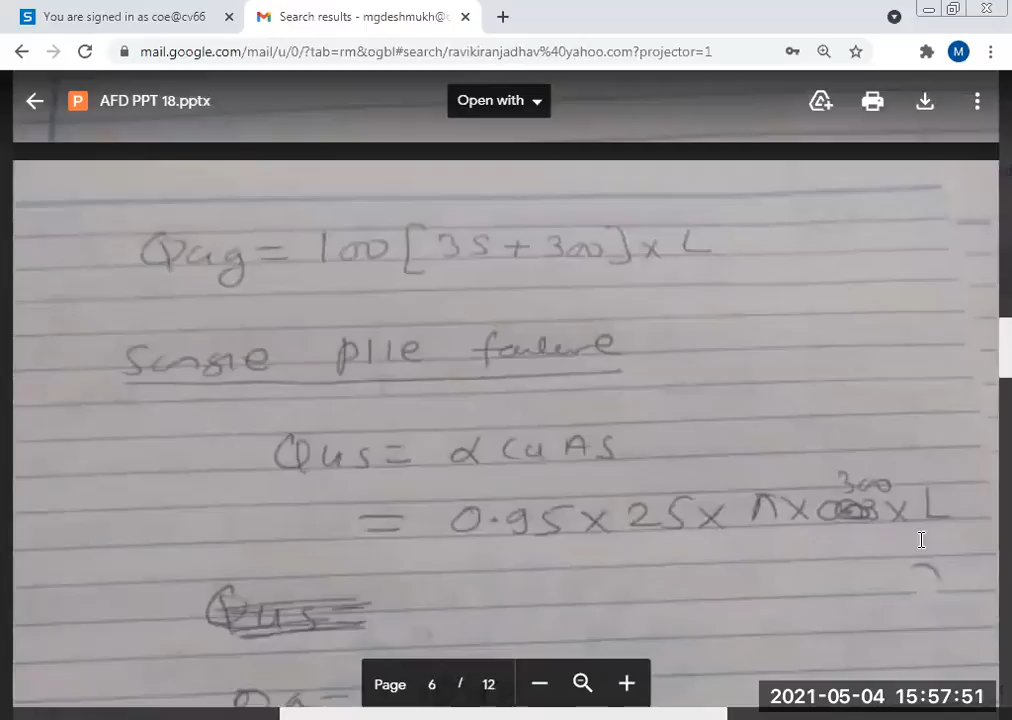 You are signed in as coe@cv66
Search results - mgdeshmukh@c
mail.google.com/mail/u/0/?tab=rm&ogbl#search/ravikiranjadhav%40yahoo.com?projector=1
M
P AFD PPT 18.pptx
Open with
Qug = 100 [3S + 300] x L
Single pile failure
Qus = α Cu AS
= 0.95 x 25 x π x 300 x L
Qus =
Page 6 / 12
2021-05-04 15:57:51